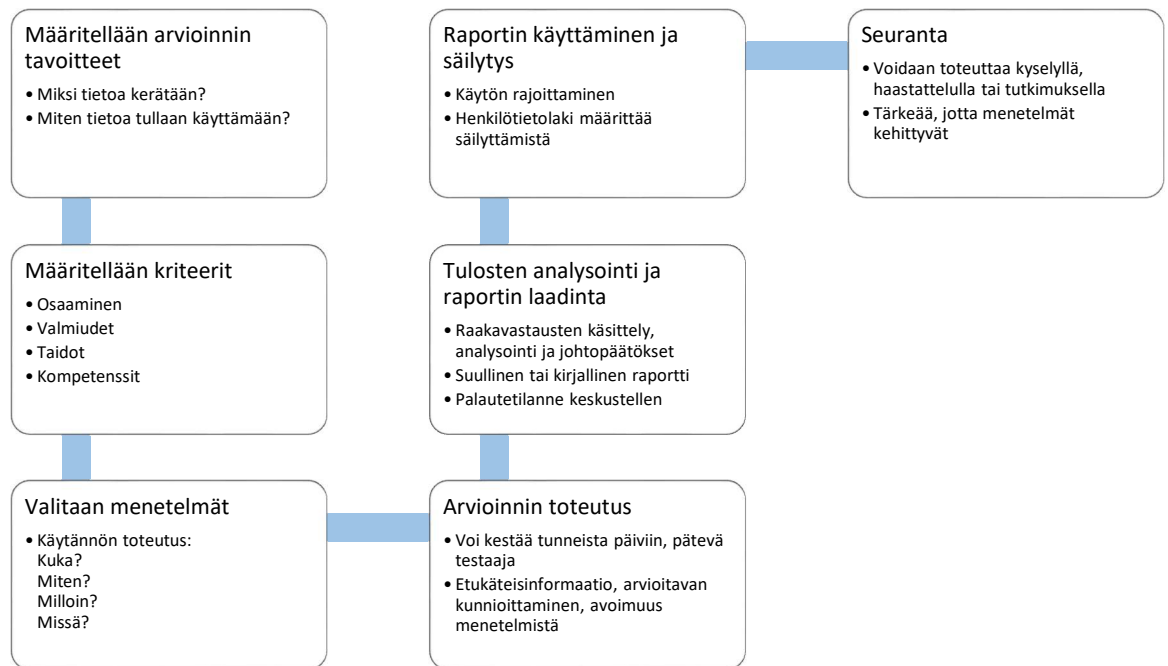 Määritellään arvioinnin
tavoitteet
• Miksi tietoa kerätään?
• Miten tietoa tullaan käyttämään?
Määritellään kriteerit
• Osaaminen
• Valmiudet
• Taidot
• Kompetenssit
Valitaan menetelmät
• Käytännön toteutus:
Kuka?
Miten?
Milloin?
Missä?
Arvioinnin toteutus
• Voi kestää tunneista päiviin, pätevä
testaaja
• Etukäteisinformaatio, arvioitavan
kunnioittaminen, avoimuus
menetelmistä
Tulosten analysointi ja
raportin laadinta
• Raakavastausten käsittely,
analysointi ja johtopäätökset
• Suullinen tai kirjallinen raportti
• Palautetilanne keskustellen
Raportin käyttäminen ja
säilytys
• Käytön rajoittaminen
• Henkilötietolaki määrittää
säilyttämistä
Seuranta
• Voidaan toteuttaa kyselyllä,
haastattelulla tai tutkimuksella
• Tärkeää, jotta menetelmät
kehittyvät